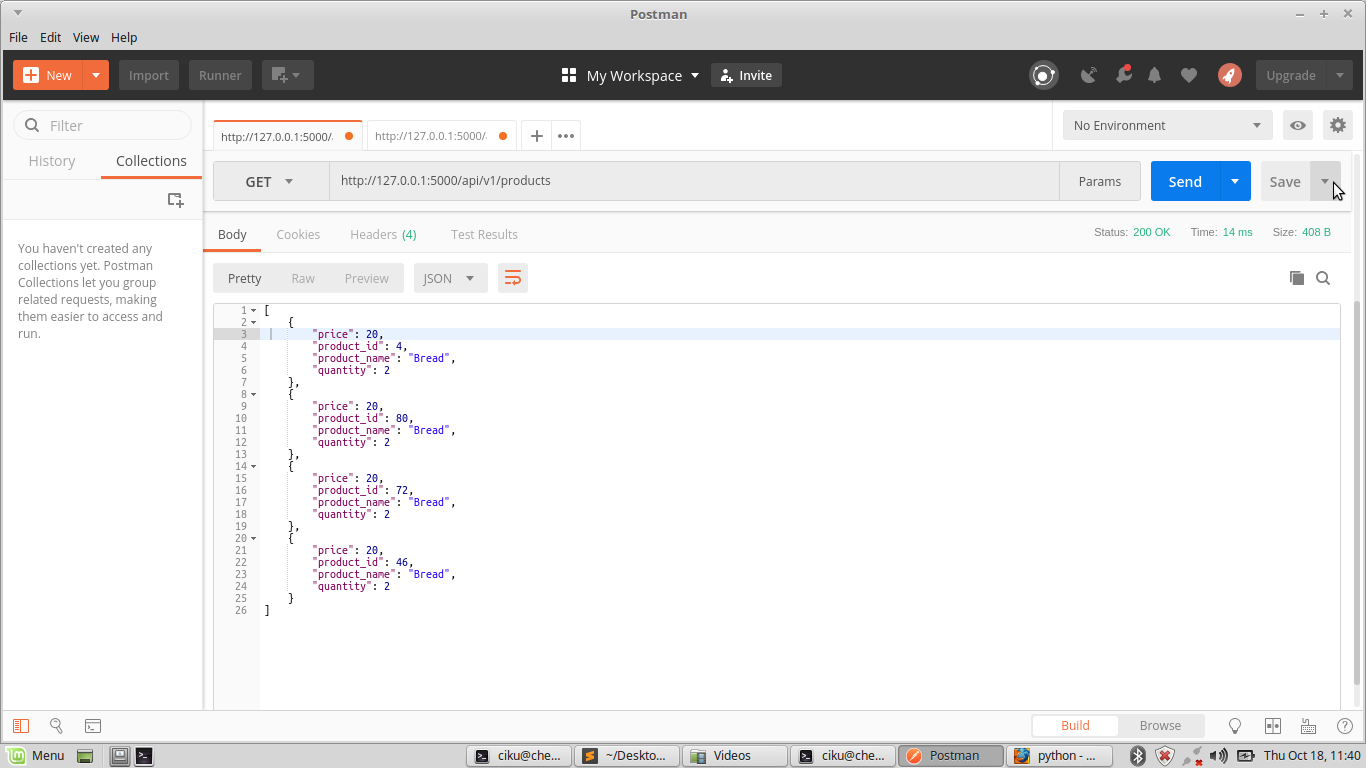 Postman
File Edit View Help
New Import Runner My Workspace Invite Upgrade
Filter
History Collections
You haven't created any
collections yet. Postman
Collections let you group
related requests, making
them easier to access and
run.
http://127.0.0.1:5000/ http://127.0.0.1:5000/ No Environment
GET http://127.0.0.1:5000/api/v1/products Params Send Save
Body Cookies Headers (4) Test Results Status: 200 OK Time: 14 ms Size: 408 B
Pretty Raw Preview JSON
1 [
2 {
3 "price": 20,
4 "product_id": 4,
5 "product_name": "Bread",
6 "quantity": 2
7 },
8 {
9 "price": 20,
10 "product_id": 80,
11 "product_name": "Bread",
12 "quantity": 2
13 },
14 {
15 "price": 20,
16 "product_id": 72,
17 "product_name": "Bread",
18 "quantity": 2
19 },
20 {
21 "price": 20,
22 "product_id": 46,
23 "product_name": "Bread",
24 "quantity": 2
25 }
26 ]
Build Browse
Menu ciku@che... ~/Deskto... Videos ciku@che... Postman python - ... Thu Oct 18, 11:40